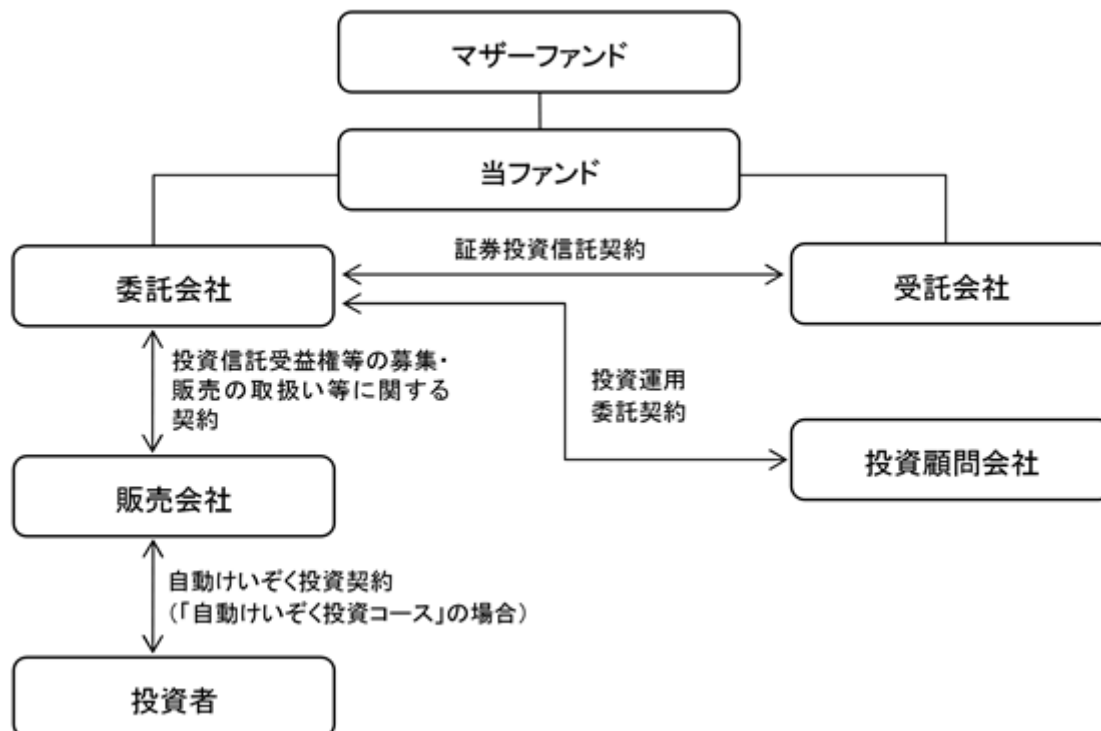 マザーファンド
当ファンド
証券投資信託契約
委託会社
受託会社
投資信託受益権等の募集・
販売の取扱い等に関する
契約
投資運用
委託契約
投資顧問会社
販売会社
自動けいぞく投資契約
(「自動けいぞく投資コース」の場合)
投資者